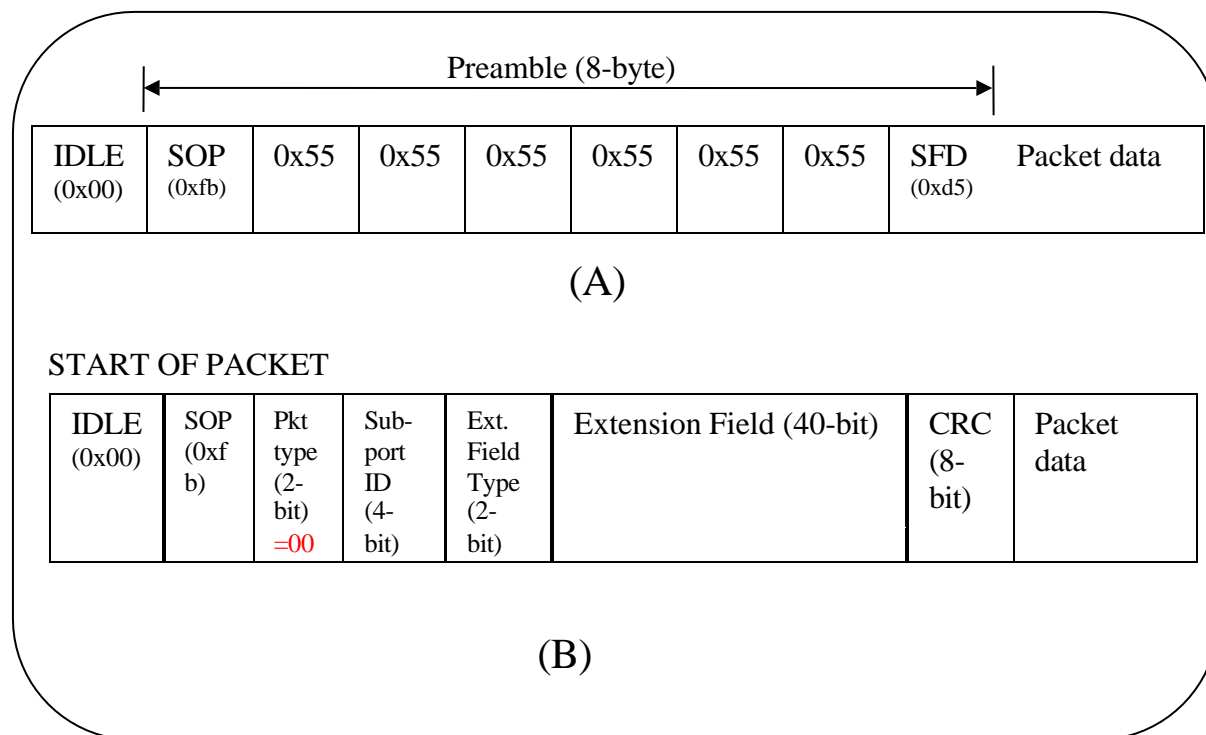 Preamble (8-byte)
IDLE
(0x00)
SOP
(0xfb)
0x55
0x55
0x55
0x55
0x55
0x55
SFD
(0xd5)
Packet data
(A)
START OF PACKET
IDLE
(0x00)
SOP
(0xf
b)
Pkt
type
(2-
bit)
=00
Sub-
port
ID
(4-
bit)
Ext.
Field
Type
(2-
bit)
Extension Field (40-bit)
CRC
(8-
bit)
Packet
data
(B)